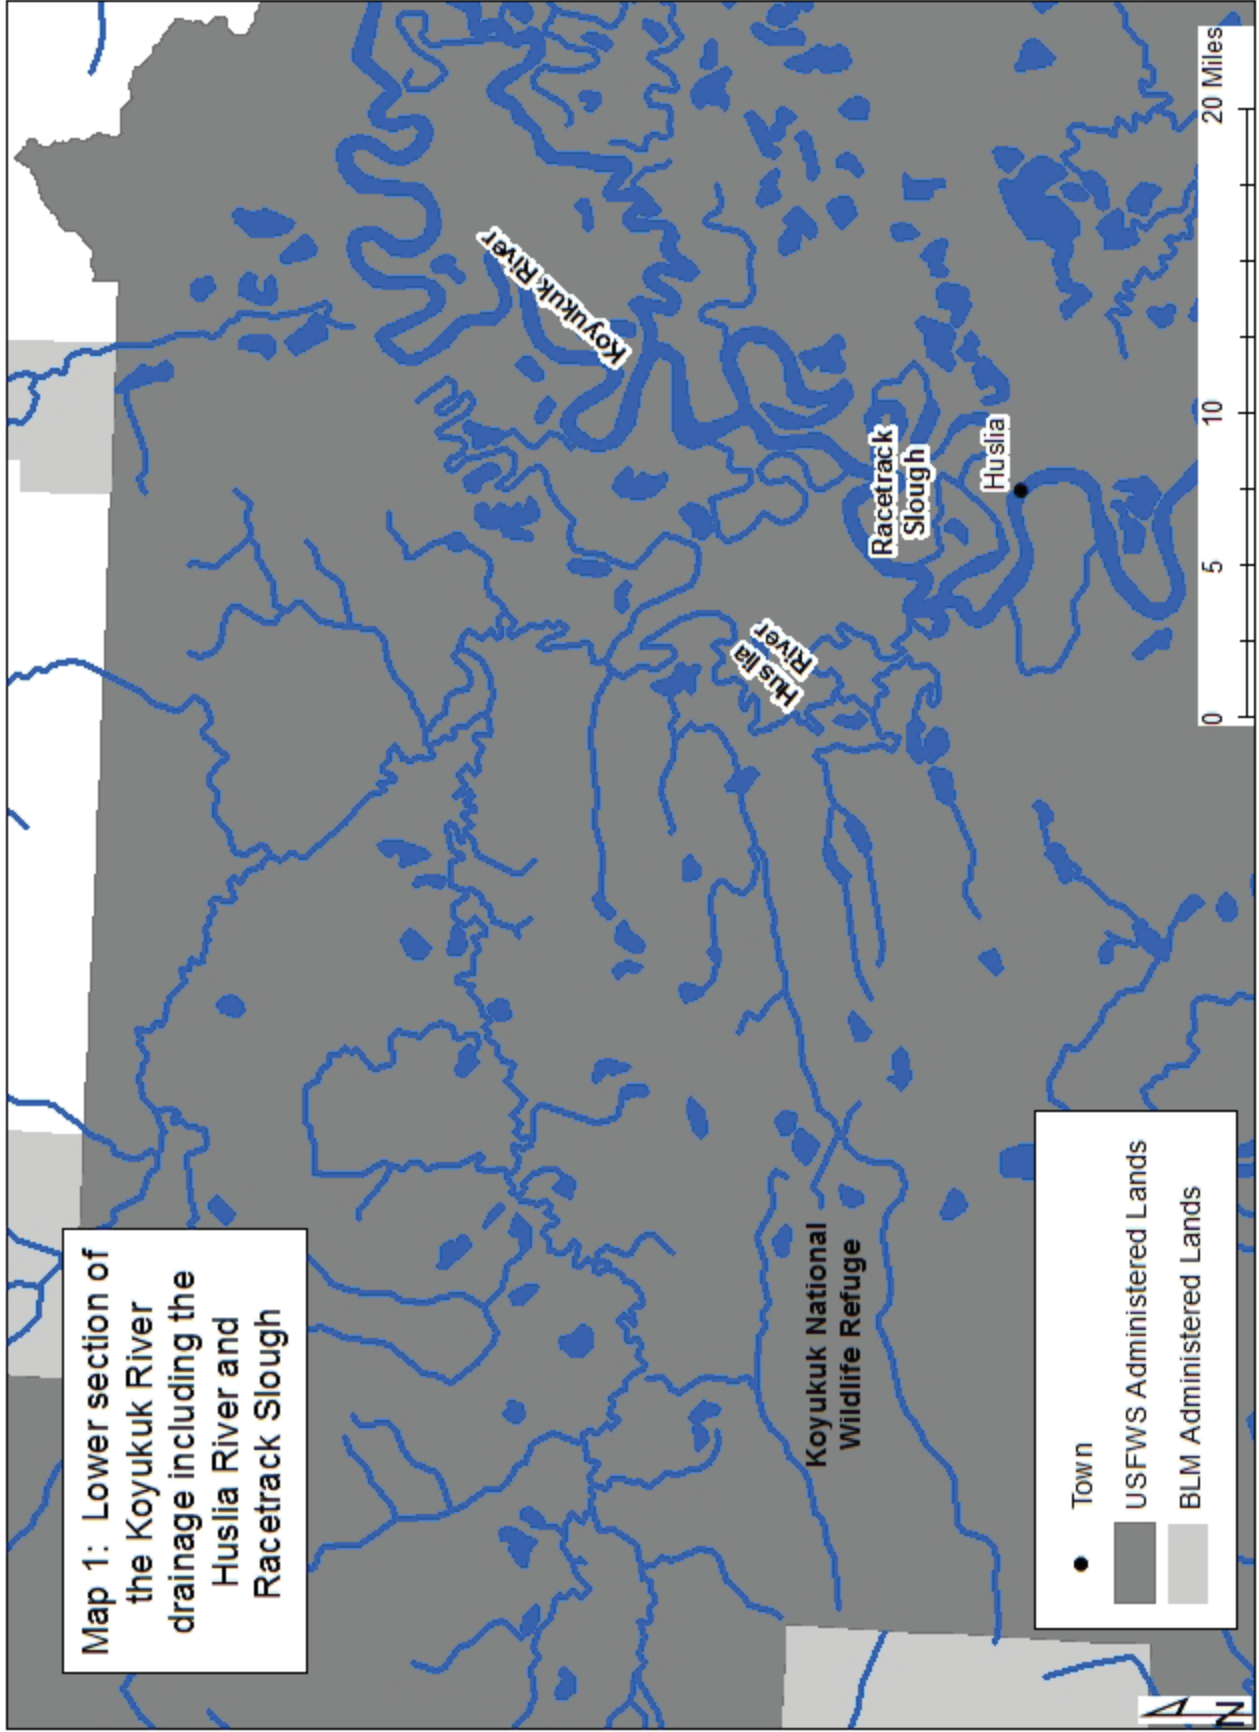 Map 1: Lower section of
the Koyukuk River
drainage including the
Huslia River and
Racetrack Slough
Koyukuk River
Huslia
River
Racetrack
Slough
Huslia
Koyukuk National
Wildlife Refuge
Town
USFWS Administered Lands
BLM Administered Lands
0 5 10 20 Miles
N